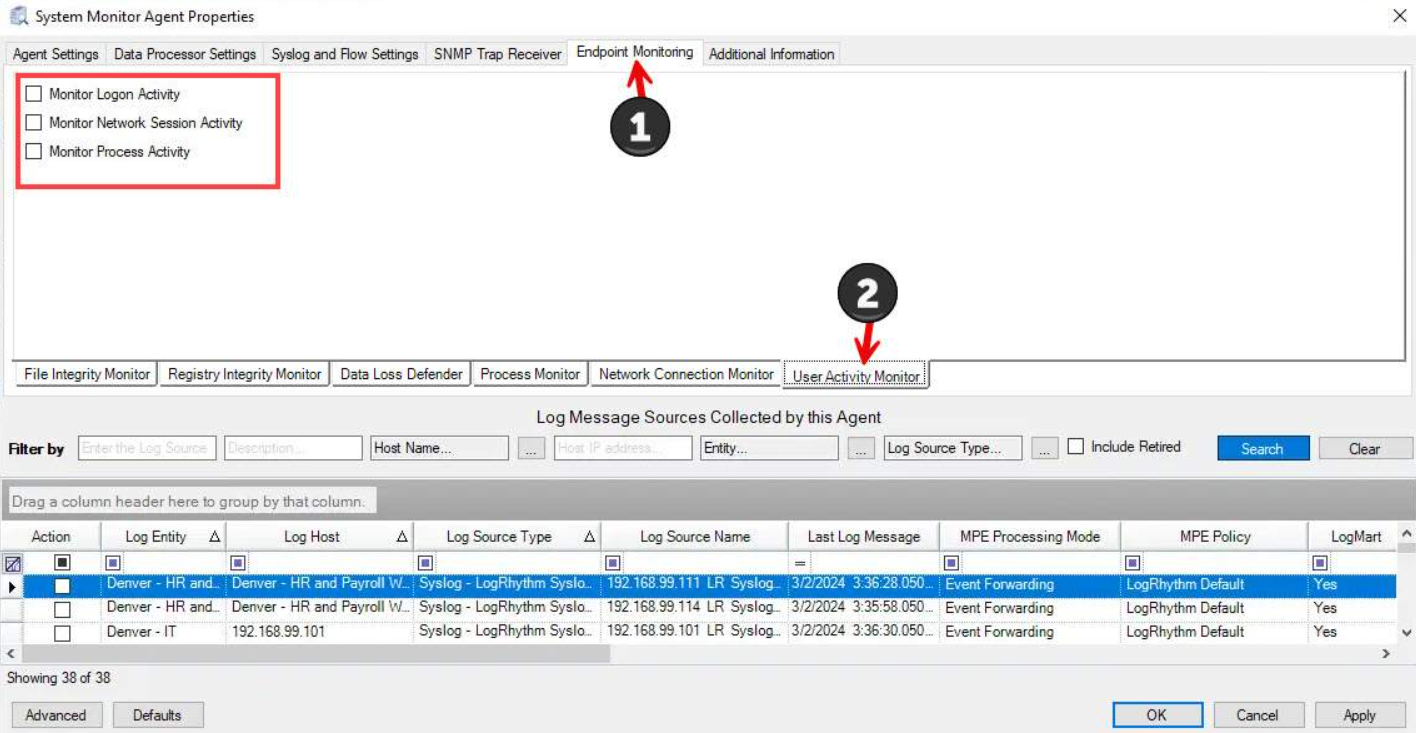 System Monitor Agent Properties
Agent Settings Data Processor Settings Syslog and Flow Settings SNMP Trap Receiver Endpoint Monitoring Additional Information
Monitor Logon Activity
1
Monitor Network Session Activity
Monitor Process Activity
2
File Integrity Monitor Registry Integrity Monitor Data Loss Defender Process Monitor Network Connection Monitor User Activity Monitor
Log Message Sources Collected by this Agent
Filter by Enter the Log Source Description... Host Name... ... Host IP address... Entity... ... Log Source Type... ... Include Retired Search Clear
Drag a column header here to group by that column.
Action Log Entity Log Host Log Source Type Log Source Name Last Log Message MPE Processing Mode MPE Policy LogMart
=
Denver - HR and... Denver - HR and Payroll W... Syslog - LogRhythm Syslo... 192.168.99.111 LR Syslog... 3/2/2024 3:36:28.050... Event Forwarding LogRhythm Default Yes
Denver - HR and... Denver - HR and Payroll W... Syslog - LogRhythm Syslo... 192.168.99.114 LR Syslog... 3/2/2024 3:35:58.050... Event Forwarding LogRhythm Default Yes
Denver - IT 192.168.99.101 Syslog - LogRhythm Syslo... 192.168.99.101 LR Syslog... 3/2/2024 3:36:30.050... Event Forwarding LogRhythm Default Yes
Showing 38 of 38
Advanced Defaults OK Cancel Apply